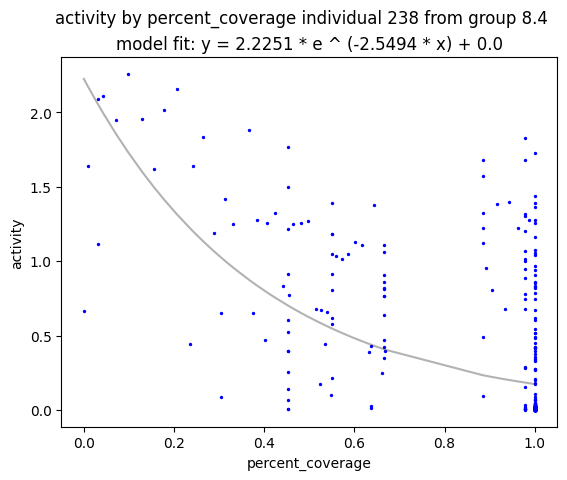 activity by percent_coverage individual 238 from group 8.4
model fit: y = 2.2251 * e ^ (-2.5494 * x) + 0.0
2.0
1.5
1.0
0.5
0.0
activity
0.0 0.2 0.4 0.6 0.8 1.0
percent_coverage